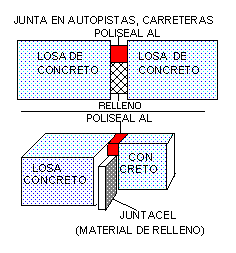 JUNTA EN AUTOPISTAS, CARRETERAS
POLISEAL AL
LOSA DE CONCRETO
LOSA DE CONCRETO
RELLENO
POLISEAL AL
LOSA CONCRETO
CON CRETO
JUNTACEL
(MATERIAL DE RELLENO)